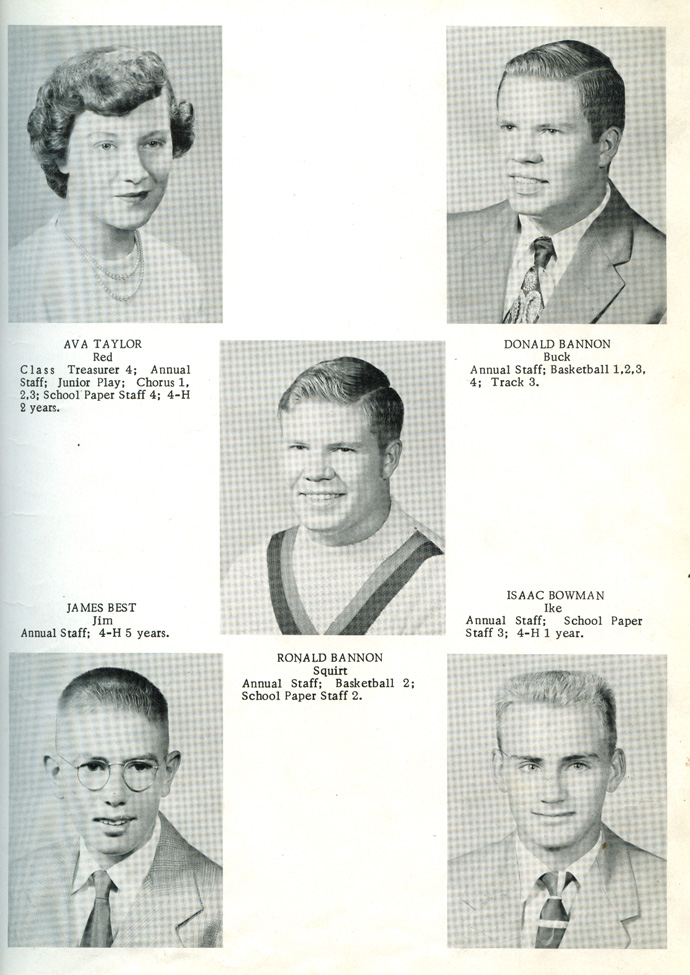 AVA TAYLOR
Red
Class Treasurer 4; Annual
Staff; Junior Play; Chorus 1,
2,3; School Paper Staff 4; 4-H
2 years.
DONALD BANNON
Buck
Annual Staff; Basketball 1,2,3,
4; Track 3.
JAMES BEST
Jim
Annual Staff; 4-H 5 years.
ISAAC BOWMAN
Ike
Annual Staff; School Paper
Staff 3; 4-H 1 year.
RONALD BANNON
Squirt
Annual Staff; Basketball 2;
School Paper Staff 2.